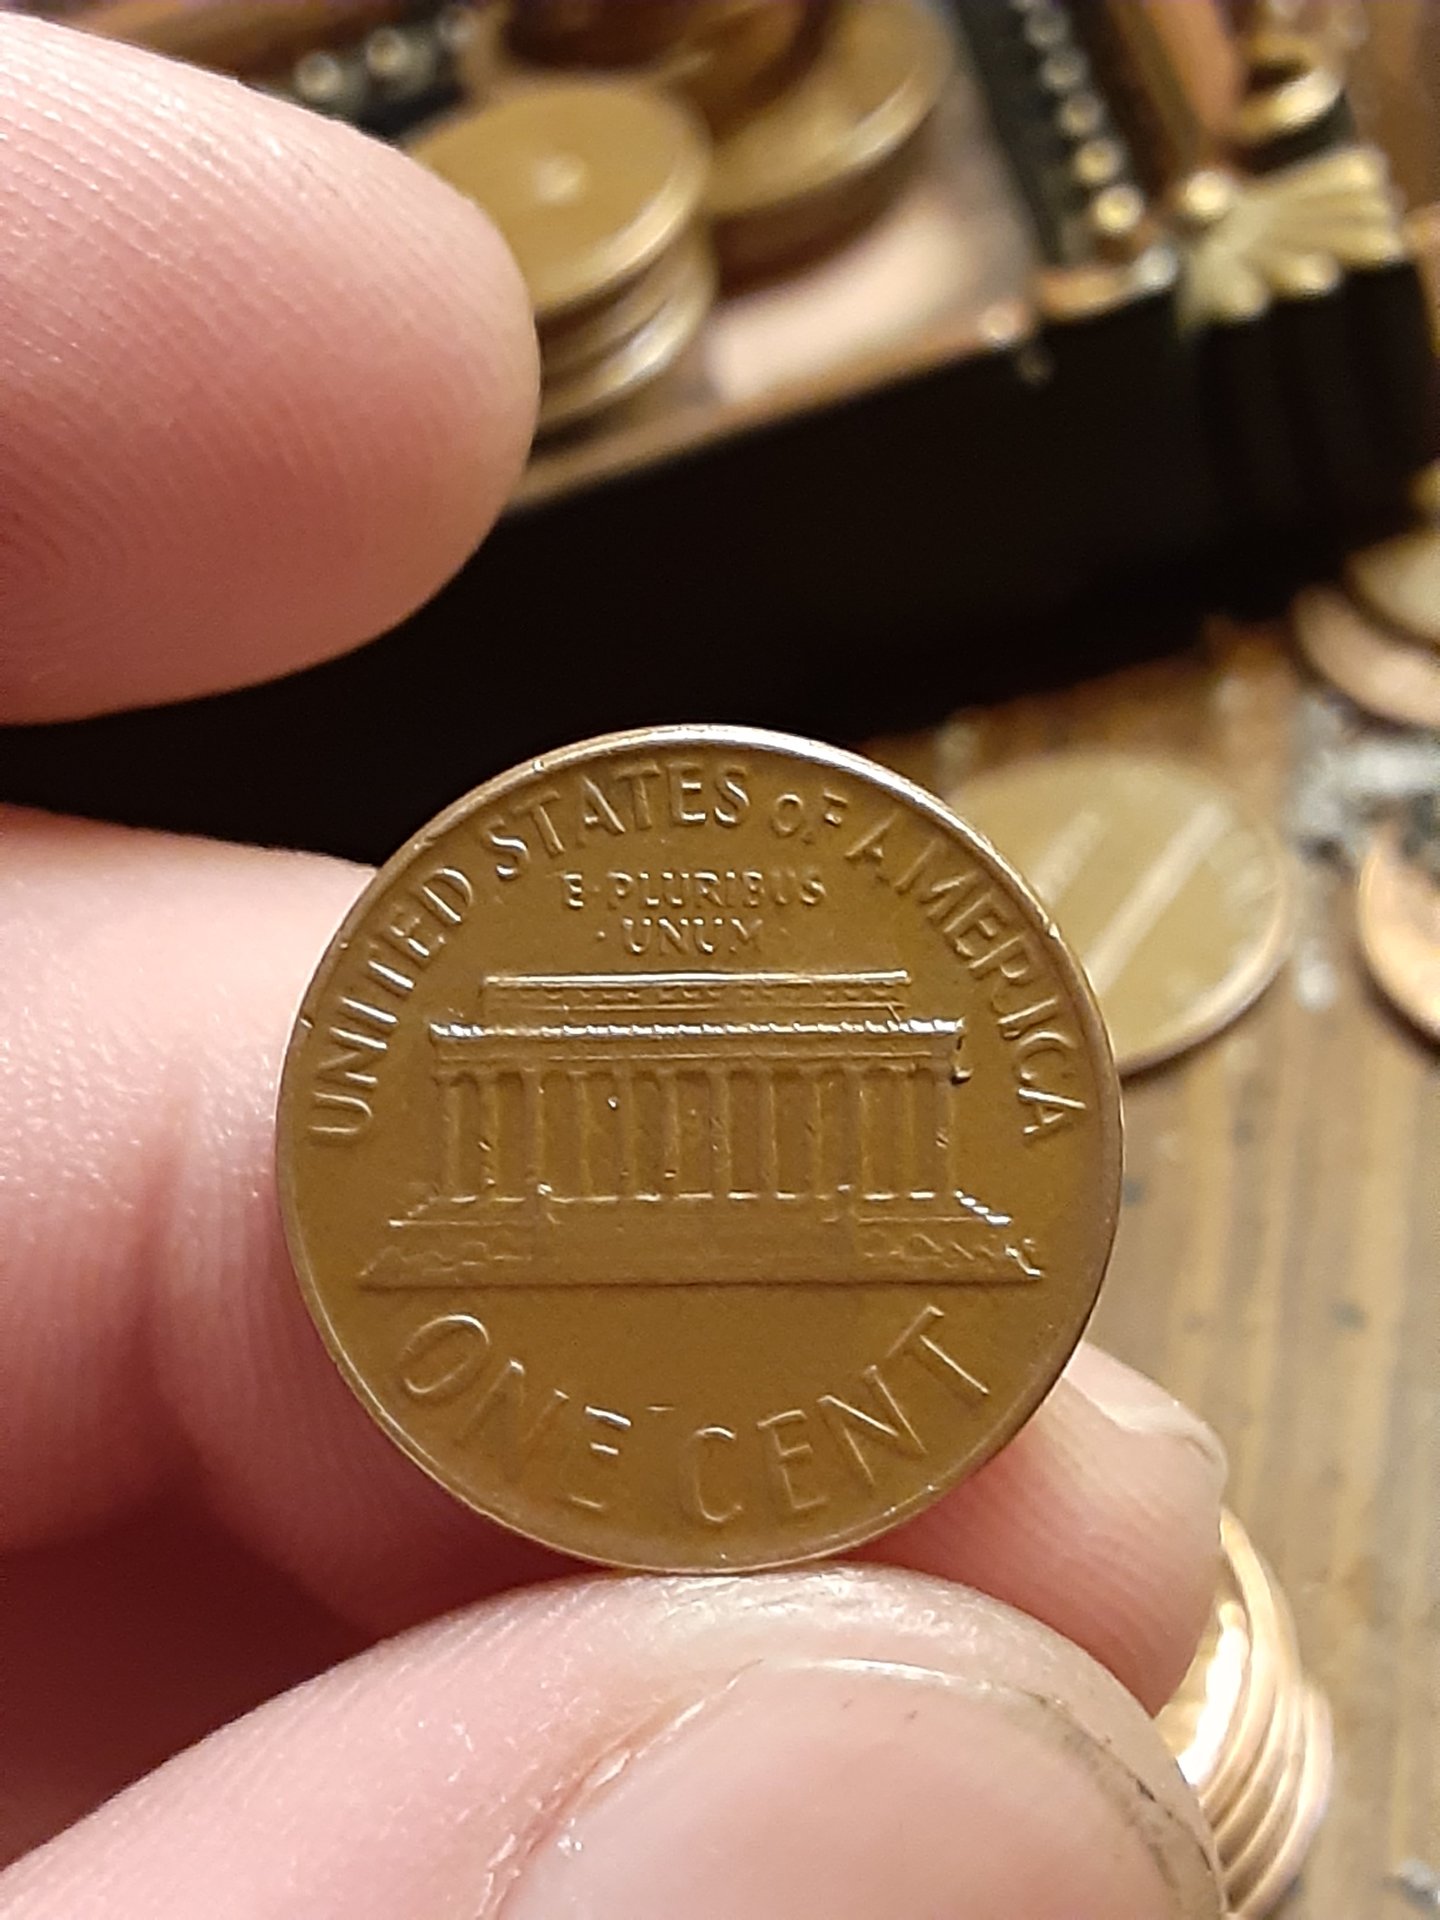 UNITED STATES OF AMERICA
E·PLURIBUS
·UNUM·
ONE CENT